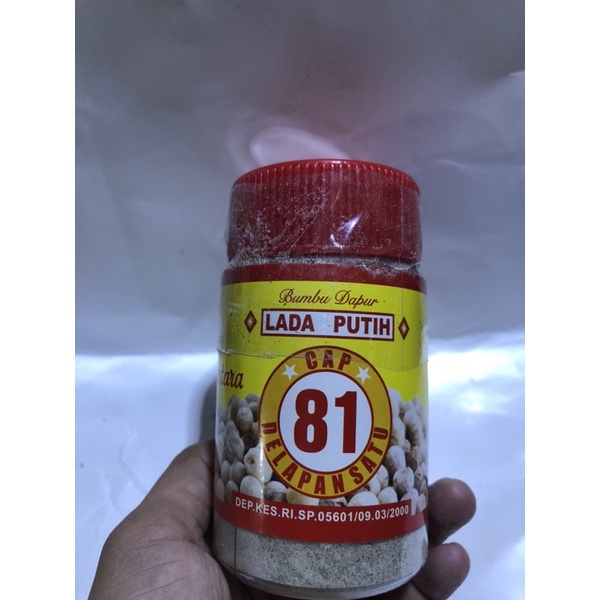 Bumbu Dapur
LADA PUTIH
CAP
81
DELAPAN SATU
DEP.KES.RI.SP.05601/09.03/2000